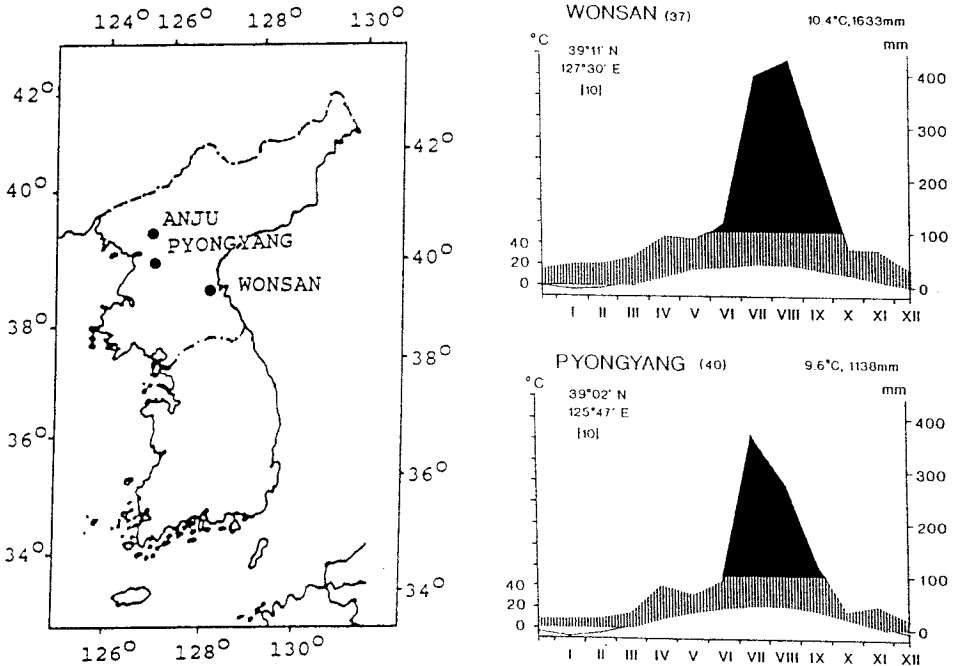 124° 126° 128° 130°
42°
40°
38°
36°
34°
42°
40°
38°
36°
34°
126° 128° 130°
ANJU
PYONGYANG
WONSAN
WONSAN (37) 10.4°C,1633mm
°C mm
39°11' N
127°30' E
[10]
400
300
200
40 100
20
0 0
I II III IV V VI VII VIII IX X XI XII
PYONGYANG (40) 9.6°C, 1138mm
°C mm
39°02' N
125°47' E
[10]
400
300
200
40 100
20
0 0
I II III IV V VI VII VIII IX X XI XII